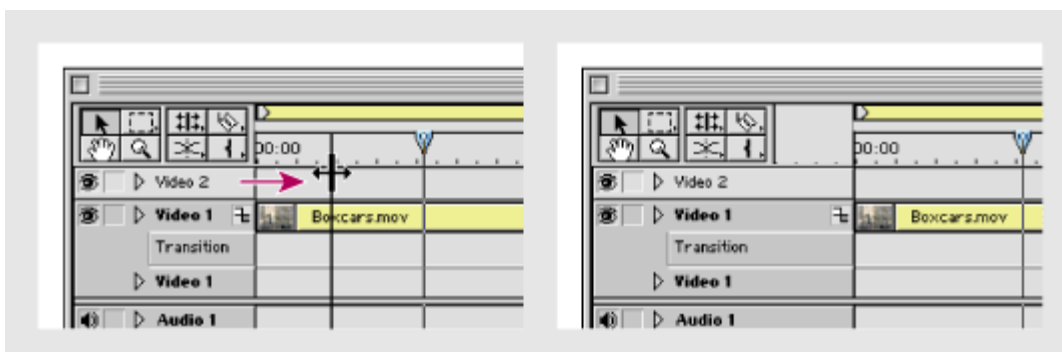 00:00
Video 2
Video 1
Boxcars.mov
Transition
Video 1
Audio 1
00:00
Video 2
Video 1
Boxcars.mov
Transition
Video 1
Audio 1